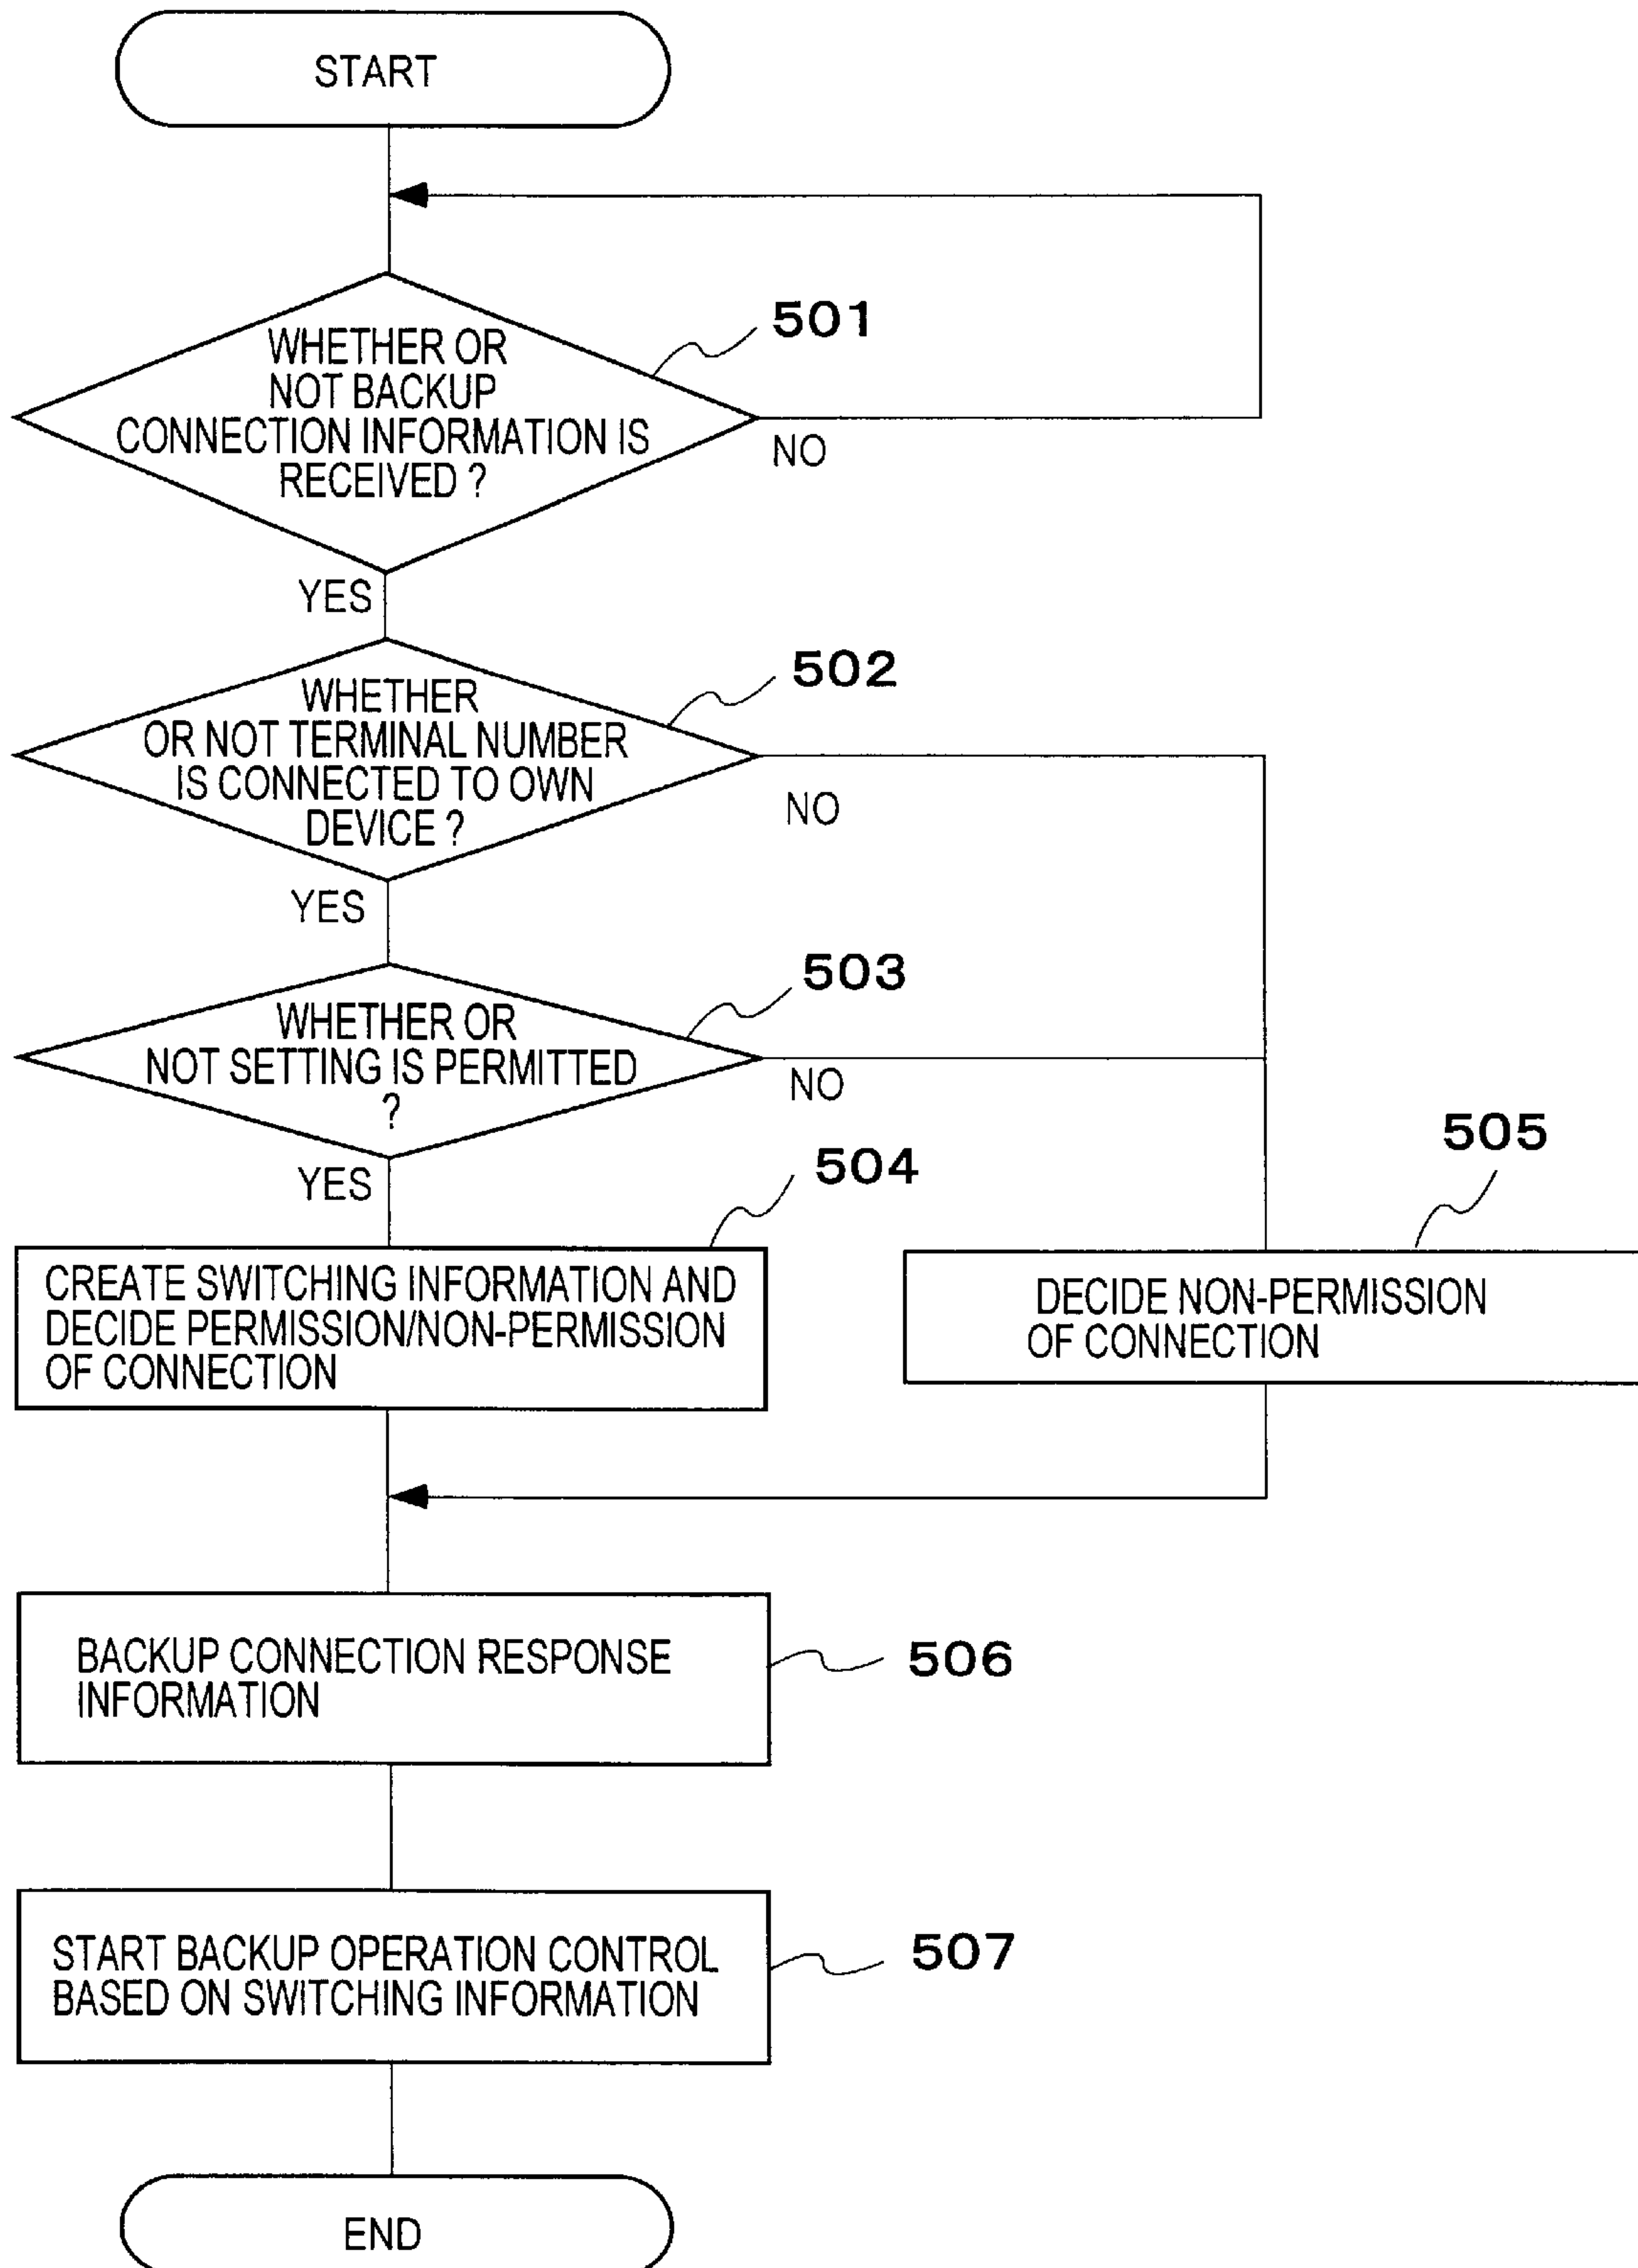 START
501
WHETHER OR
NOT BACKUP
CONNECTION INFORMATION IS
RECEIVED ?
NO
YES
502
WHETHER
OR NOT TERMINAL NUMBER
IS CONNECTED TO OWN
DEVICE ?
NO
YES
503
WHETHER OR
NOT SETTING IS PERMITTED
?
NO
YES
504
505
CREATE SWITCHING INFORMATION AND
DECIDE PERMISSION/NON-PERMISSION
OF CONNECTION
DECIDE NON-PERMISSION
OF CONNECTION
BACKUP CONNECTION RESPONSE
INFORMATION
506
START BACKUP OPERATION CONTROL
BASED ON SWITCHING INFORMATION
507
END